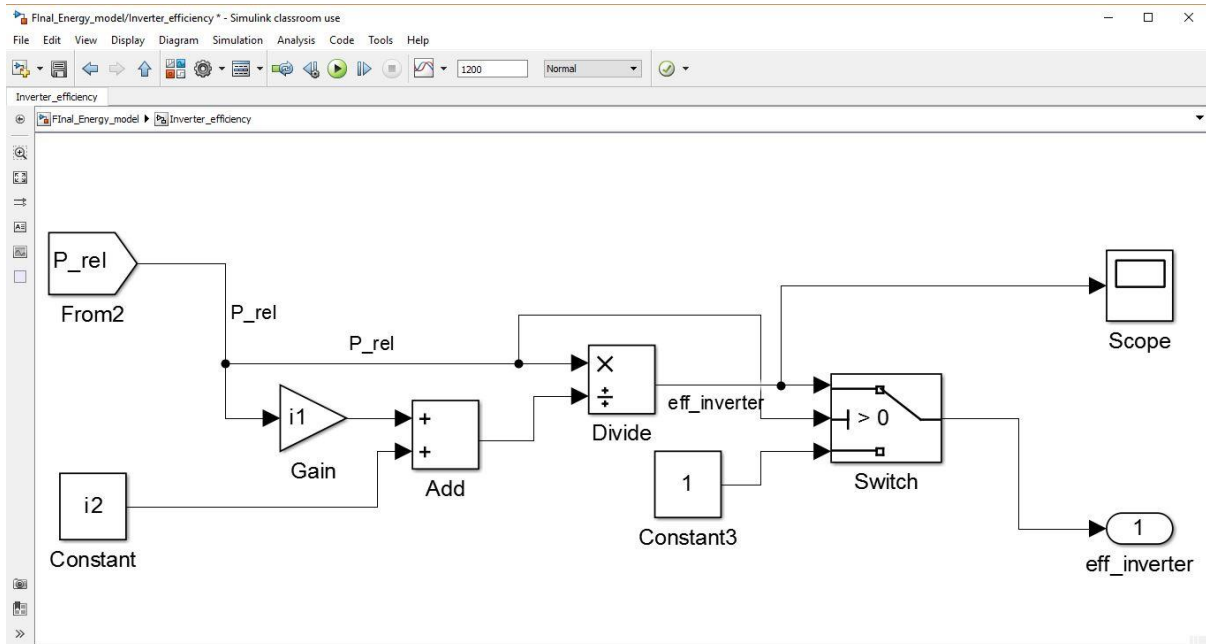 FInal_Energy_model/Inverter_efficiency * - Simulink classroom use
File Edit View Display Diagram Simulation Analysis Code Tools Help
1200 Normal
Inverter_efficiency
FInal_Energy_model Inverter_efficiency
P_rel
From2
P_rel
P_rel
i1
Gain
i2
Constant
+
+
Add
×
÷
Divide
eff_inverter
1
Constant3
> 0
Switch
Scope
1
eff_inverter